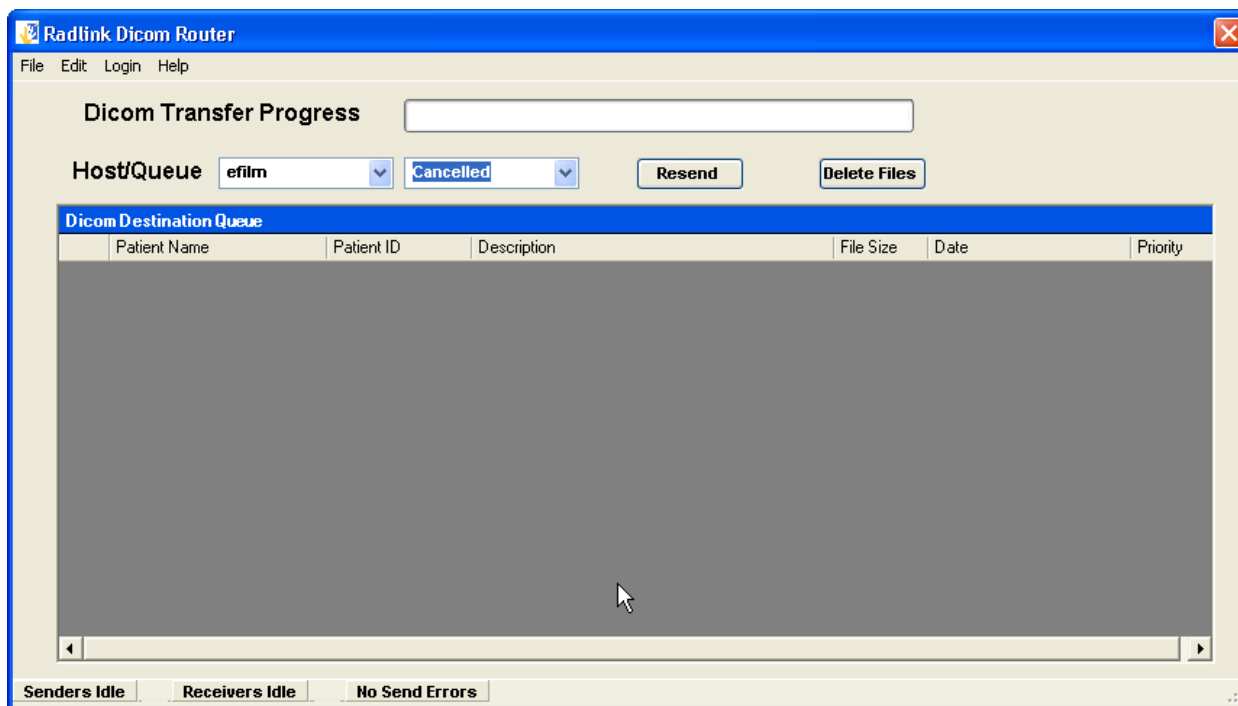 Radlink Dicom Router
File Edit Login Help
Dicom Transfer Progress
Host/Queue efilm Cancelled Resend Delete Files
Dicom Destination Queue
Patient Name Patient ID Description File Size Date Priority
Senders Idle Receivers Idle No Send Errors